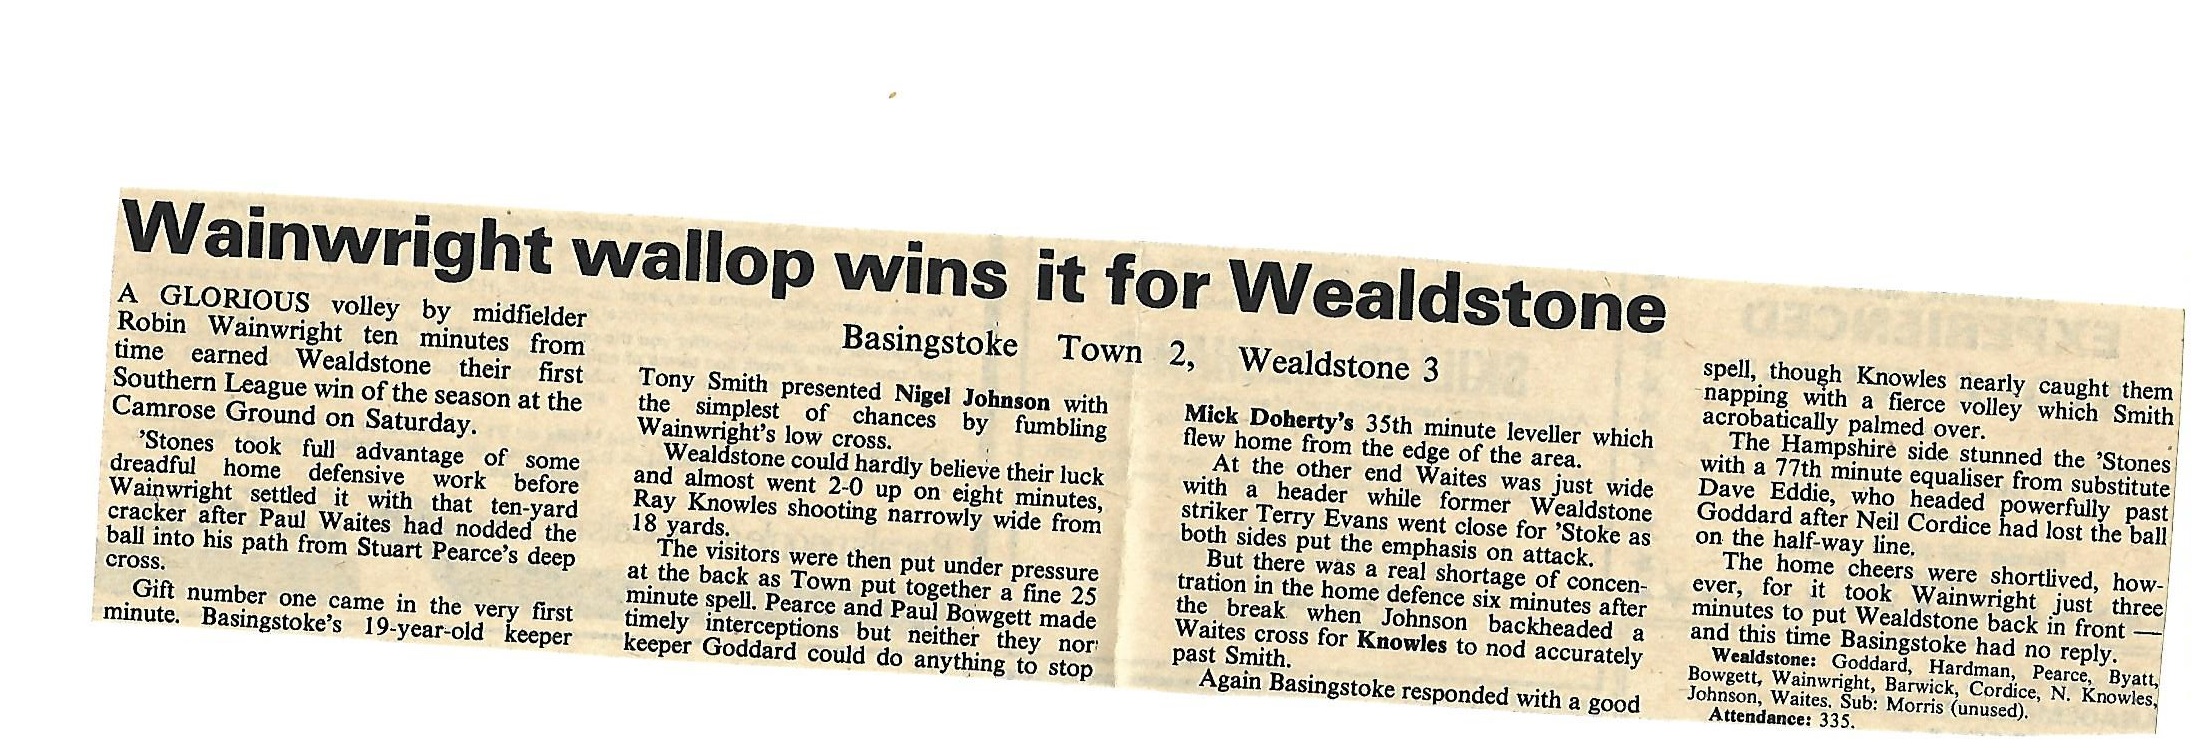 Wainwright wallop wins it for Wealdstone
Basingstoke Town 2, Wealdstone 3
A GLORIOUS volley by midfielder
Robin Wainwright ten minutes from
time earned Wealdstone their first
Southern League win of the season at the
Camrose Ground on Saturday.
'Stones took full advantage of some
dreadful home defensive work before
Wainwright settled it with that ten-yard
cracker after Paul Waites had nodded the
ball into his path from Stuart Pearce's deep
cross.
Gift number one came in the very first
minute. Basingstoke's 19-year-old keeper
Tony Smith presented Nigel Johnson with
the simplest of chances by fumbling
Wainwright's low cross.
Wealdstone could hardly believe their luck
and almost went 2-0 up on eight minutes,
Ray Knowles shooting narrowly wide from
18 yards.
The visitors were then put under pressure
at the back as Town put together a fine 25
minute spell. Pearce and Paul Bowgett made
timely interceptions but neither they nor
keeper Goddard could do anything to stop
Mick Doherty's 35th minute leveller which
flew home from the edge of the area.
At the other end Waites was just wide
with a header while former Wealdstone
striker Terry Evans went close for 'Stoke as
both sides put the emphasis on attack.
But there was a real shortage of concen-
tration in the home defence six minutes after
the break when Johnson backheaded a
Waites cross for Knowles to nod accurately
past Smith.
Again Basingstoke responded with a good
spell, though Knowles nearly caught them
napping with a fierce volley which Smith
acrobatically palmed over.
The Hampshire side stunned the 'Stones
with a 77th minute equaliser from substitute
Dave Eddie, who headed powerfully past
Goddard after Neil Cordice had lost the ball
on the half-way line.
The home cheers were shortlived, how-
ever, for it took Wainwright just three
minutes to put Wealdstone back in front —
and this time Basingstoke had no reply.
Wealdstone: Goddard, Hardman, Pearce, Byatt,
Bowgett, Wainwright, Barwick, Cordice, N. Knowles,
Johnson, Waites. Sub: Morris (unused).
Attendance: 335.